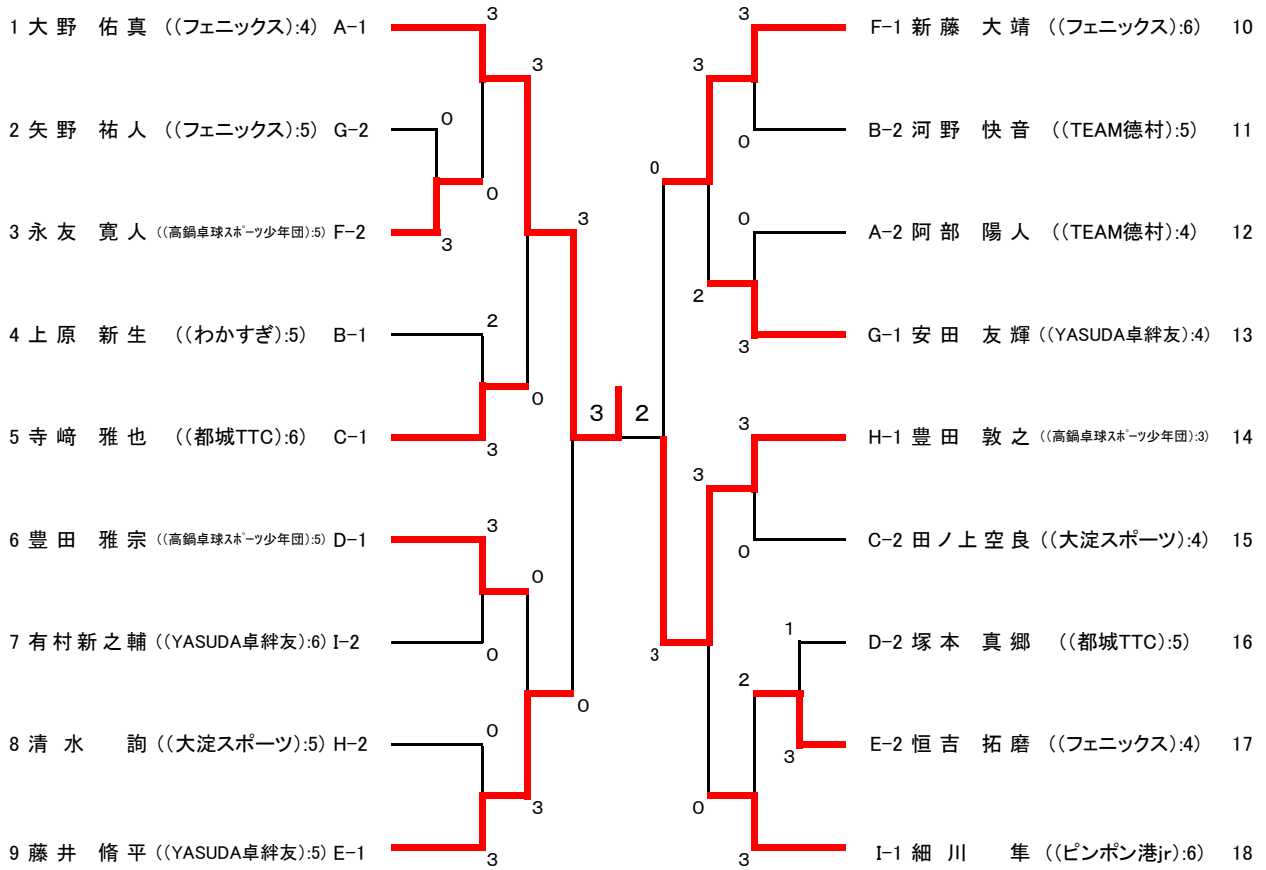 3 3
1 大野 佑真 ((フェニックス):4) A-1 F-1 新藤 大靖 ((フェニックス):6) 10
3 3
0 2 矢野 祐人 ((フェニックス):5) G-2 B-2 河野 快音 ((TEAM德村):5) 11
0
0 0
3 永友 寛人 ((高鍋卓球スポーツ少年団):5) F-2 3 3 0 A-2 阿部 陽人 ((TEAM德村):4) 12
2
4 上原 新生 ((わかすぎ):5) B-1 2 3 G-1 安田 友輝 ((YASUDA卓絆友):4) 13
0 3 2
5 寺﨑 雅也 ((都城TTC):6) C-1 3 3 H-1 豊田 敦之 ((高鍋卓球スポーツ少年団):3) 14
3
6 豊田 雅宗 ((高鍋卓球スポーツ少年団):5) D-1 3 0 C-2 田ノ上空良 ((大淀スポーツ):4) 15
0
7 有村新之輔 ((YASUDA卓絆友):6) I-2 0 3 1 D-2 塚本 真郷 ((都城TTC):5) 16
0 2
8 清水 詢 ((大淀スポーツ):5) H-2 0 3 E-2 恒吉 拓磨 ((フェニックス):4) 17
3 0
9 藤井 脩平 ((YASUDA卓絆友):5) E-1 3 3 I-1 細川 隼 ((ピンポン港jr):6) 18